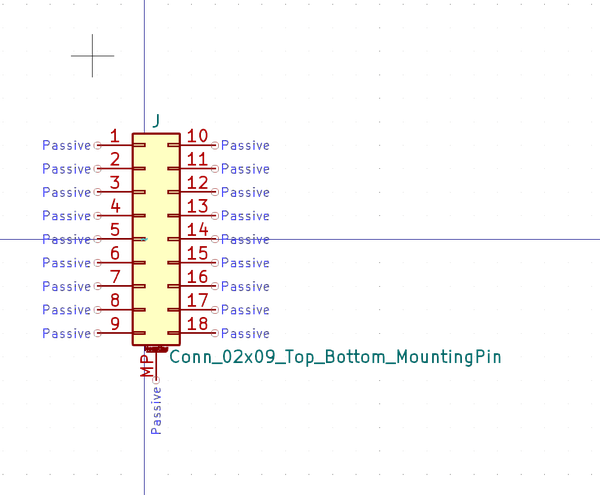 J
Passive 1 10 Passive
Passive 2 11 Passive
Passive 3 12 Passive
Passive 4 13 Passive
Passive 5 14 Passive
Passive 6 15 Passive
Passive 7 16 Passive
Passive 8 17 Passive
Passive 9 18 Passive
MP Conn_02x09_Top_Bottom_MountingPin
Passive